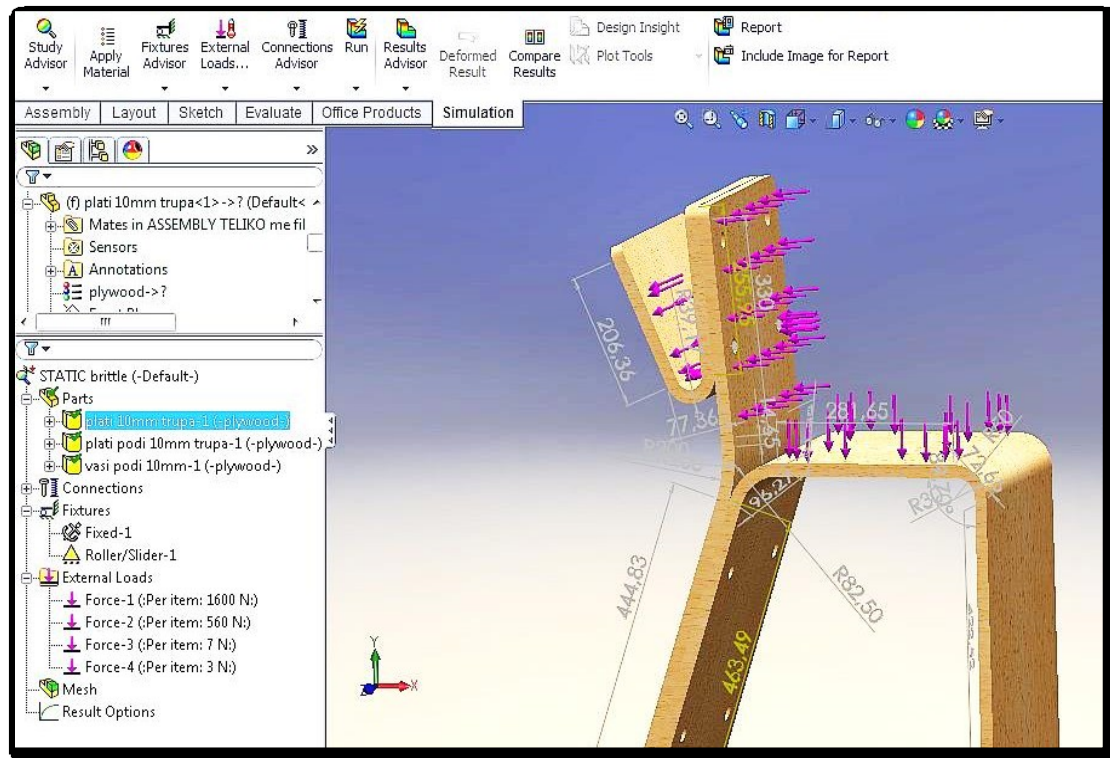 Study Advisor
Apply Material
Fixtures Advisor
External Loads...
Connections Advisor
Run
Results Advisor
Deformed Result
Compare Results
Design Insight
Plot Tools
Report
Include Image for Report
Assembly
Layout
Sketch
Evaluate
Office Products
Simulation
(f) plati 10mm trupa<1>->? (Default<
Mates in ASSEMBLY TELIKO me fil
Sensors
Annotations
plywood->?
STATIC brittle (-Default-)
Parts
plati 10mm trupa-1 (-plywood-)
plati podi 10mm trupa-1 (-plywood-)
vasi podi 10mm-1 (-plywood-)
Connections
Fixtures
Fixed-1
Roller/Slider-1
External Loads
Force-1 (:Per item: 1600 N:)
Force-2 (:Per item: 560 N:)
Force-3 (:Per item: 7 N:)
Force-4 (:Per item: 3 N:)
Mesh
Result Options
206,36
330
77,36
281,65
96,27
R30
444,83
R82,50
463,49
Y
X
Z